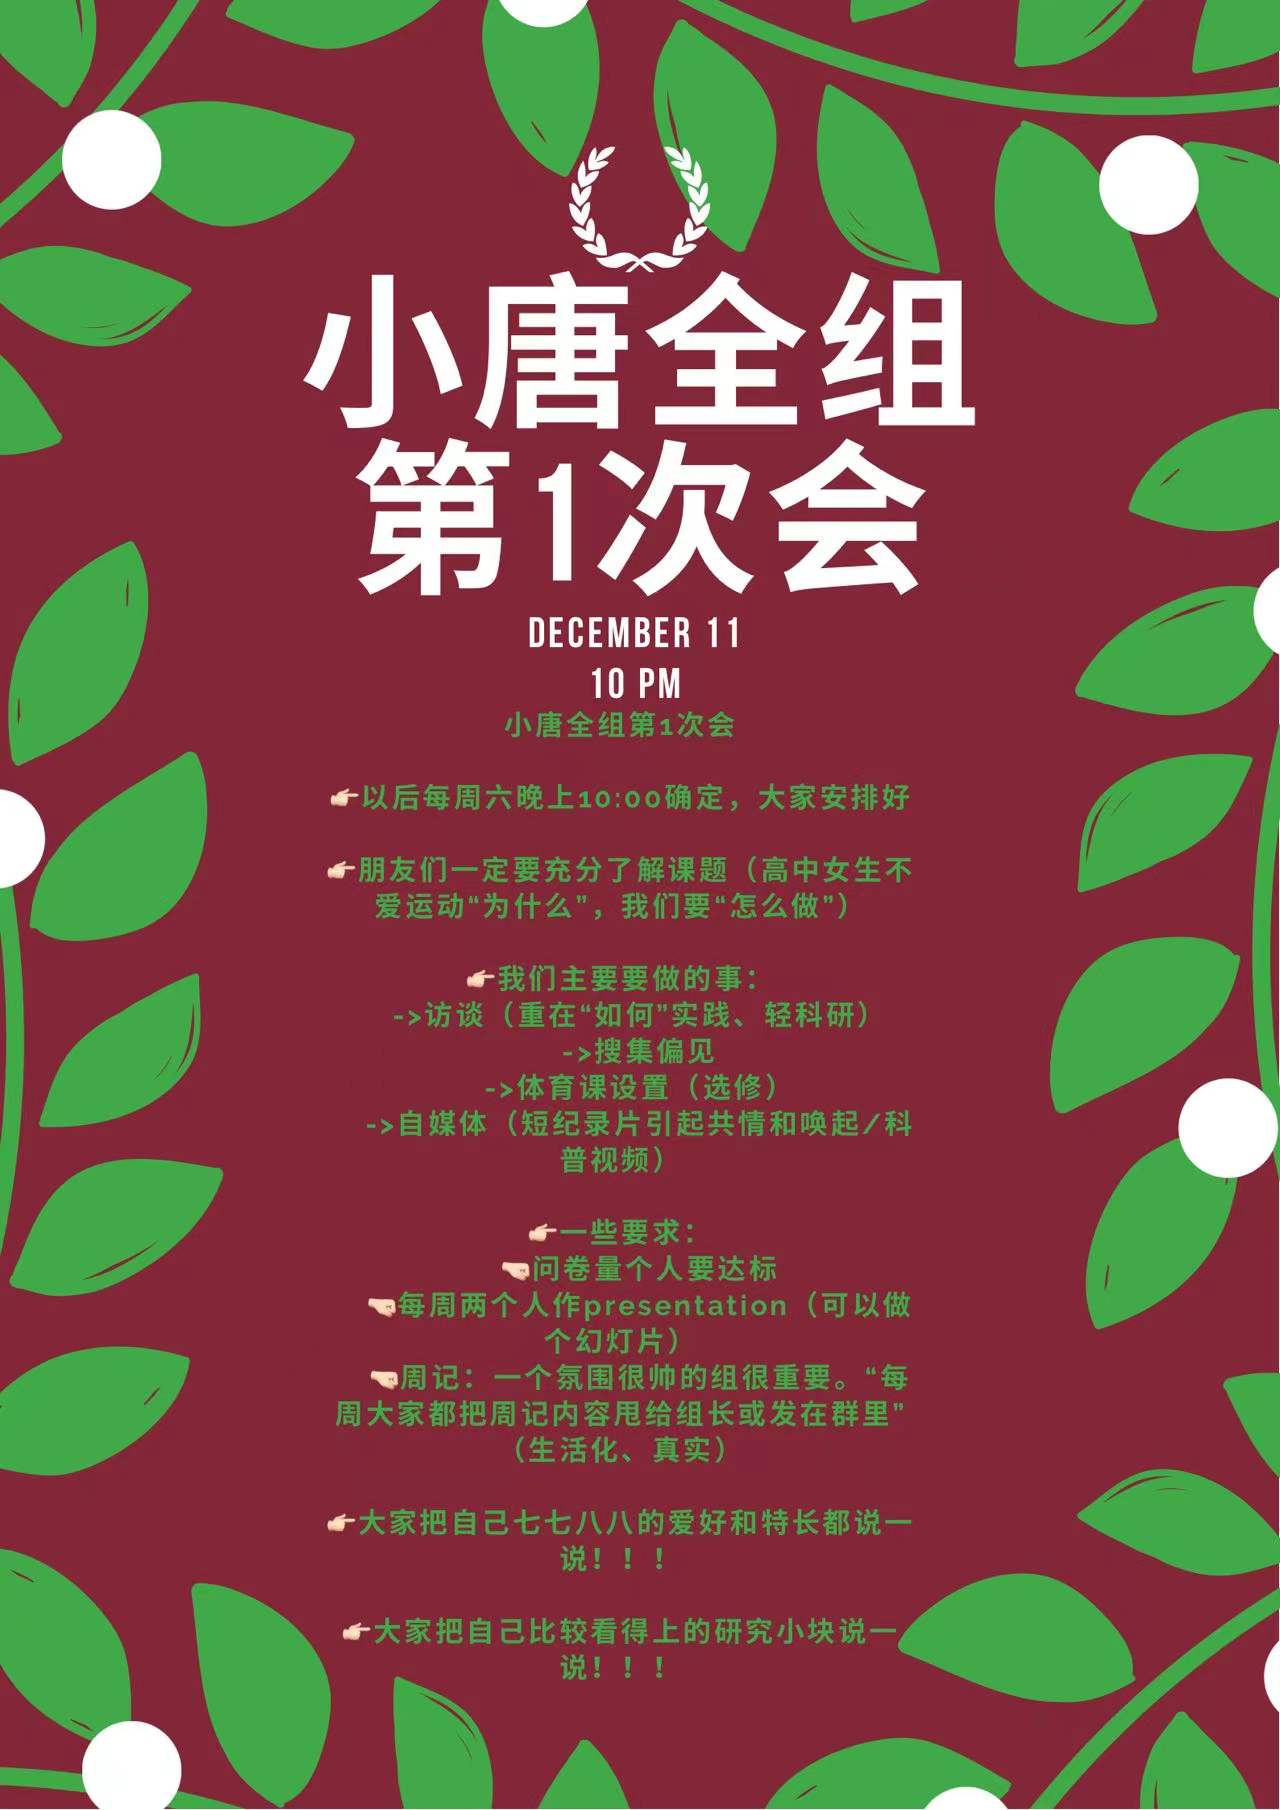 小唐全组
第1次会
DECEMBER 11
10 PM
小唐全组第1次会
👉🏻以后每周六晚上10:00确定，大家安排好
👉🏻朋友们一定要充分了解课题（高中女生不
爱运动“为什么”，我们要“怎么做”）
👉🏻我们主要要做的事：
->访谈（重在“如何”实践、轻科研）
->搜集偏见
->体育课设置（选修）
->自媒体（短纪录片引起共情和唤起/科
普视频）
👉🏻一些要求：
🤜🏻问卷量个人要达标
🤜🏻每周两个人作presentation（可以做
个幻灯片）
🤜🏻周记：一个氛围很帅的组很重要。“每
周大家都把周记内容甩给组长或发在群里”
（生活化、真实）
👉🏻大家把自己七七八八的爱好和特长都说一
说！！！
👉🏻大家把自己比较看得上的研究小块说一
说！！！